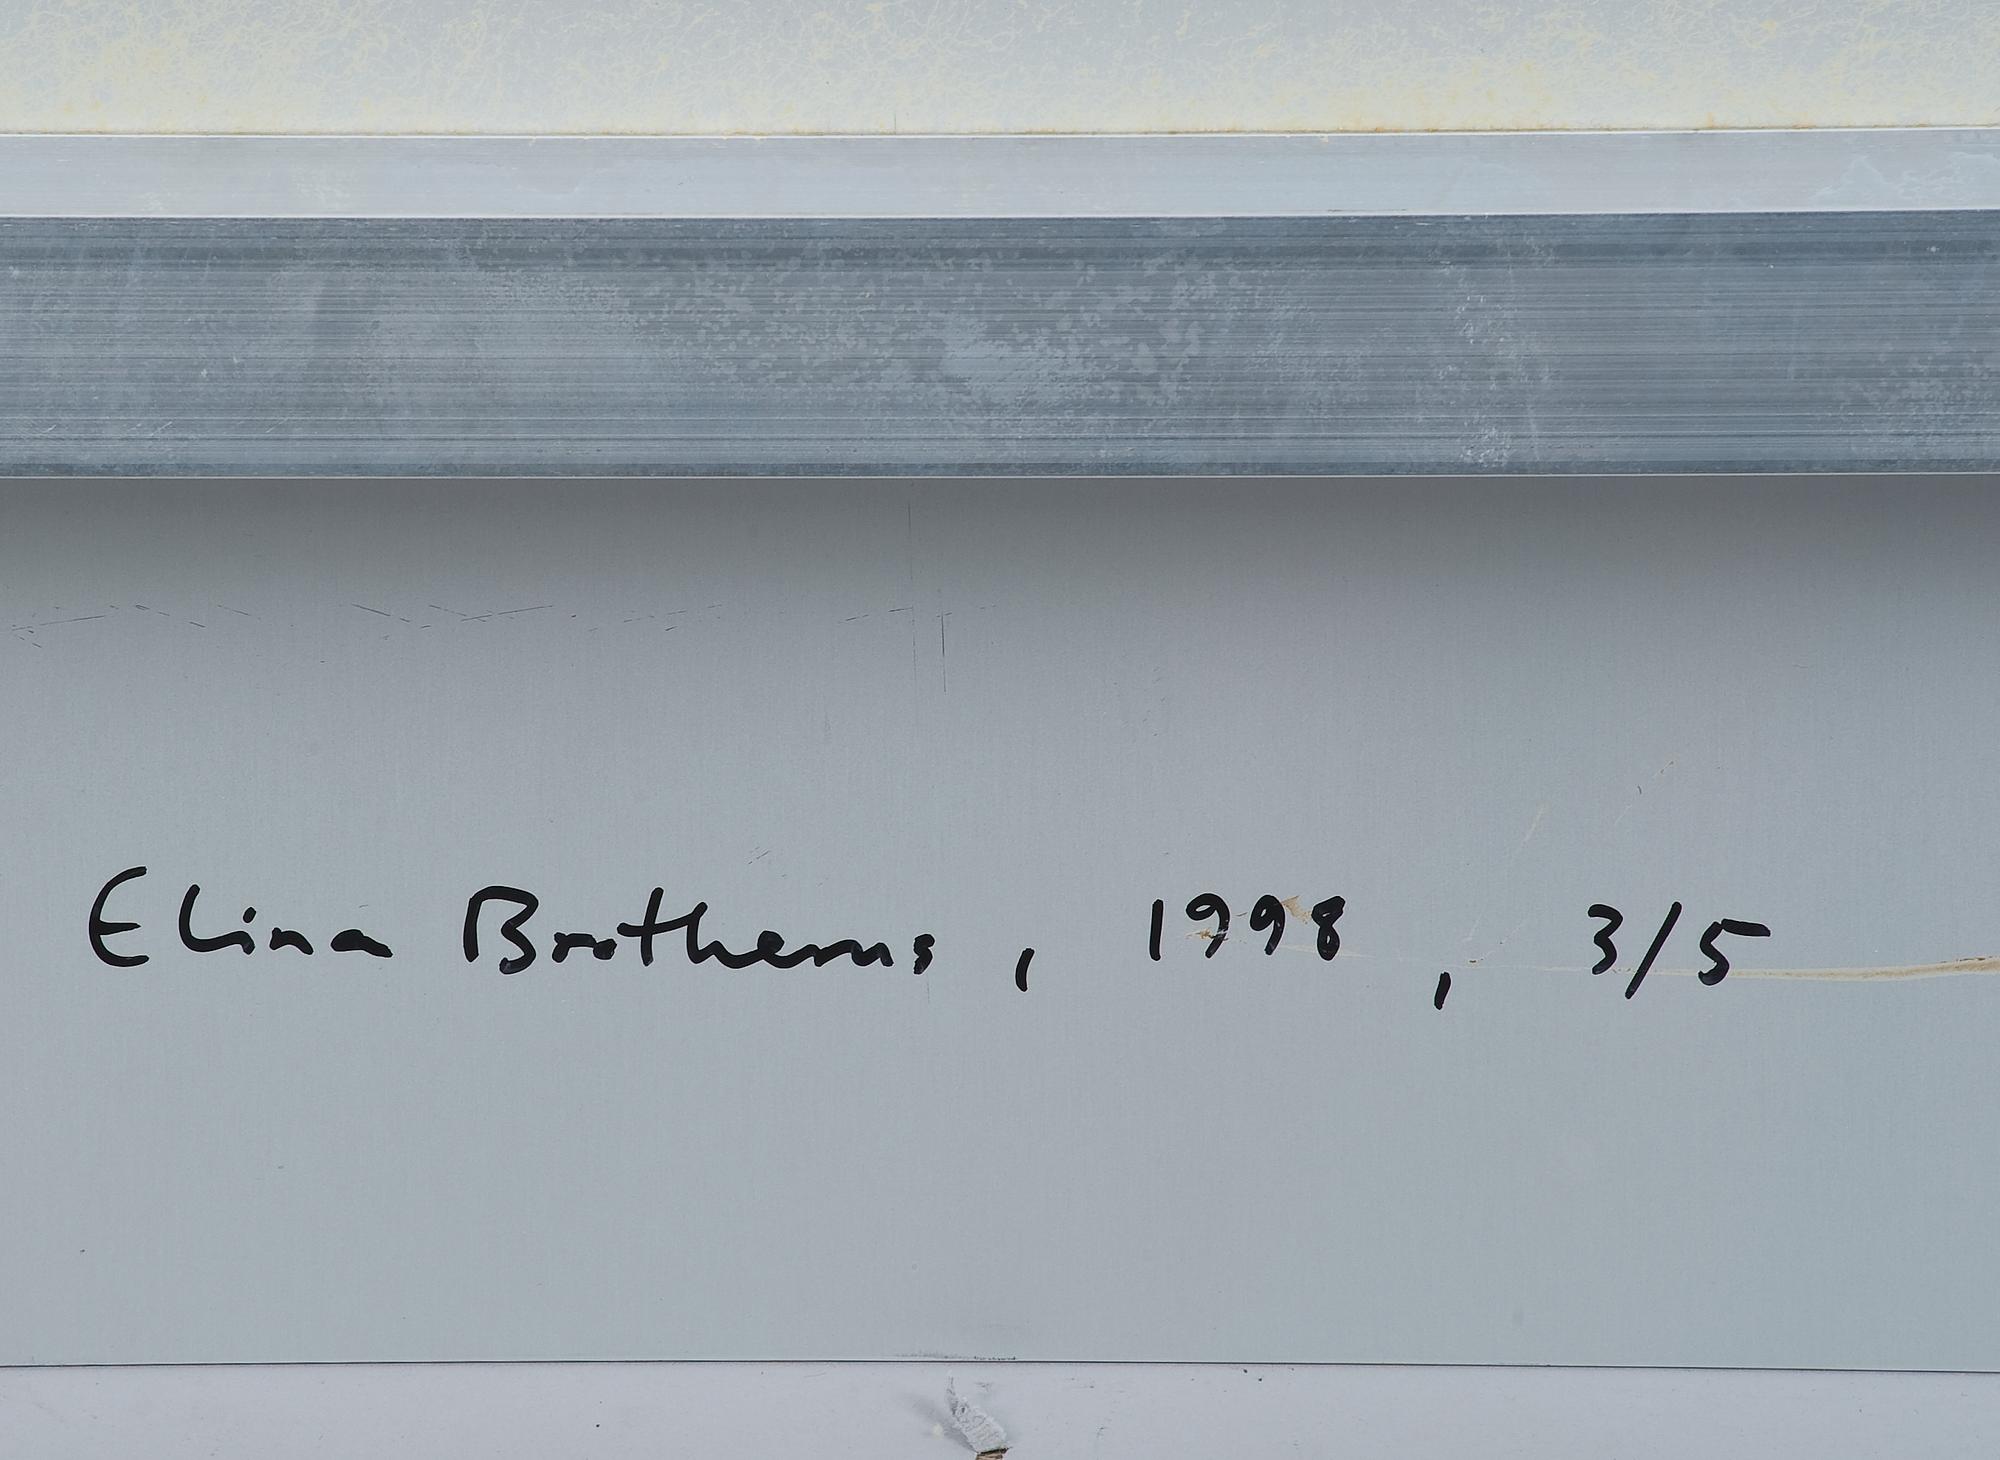 Elina Brotherus, 1998, 3/5